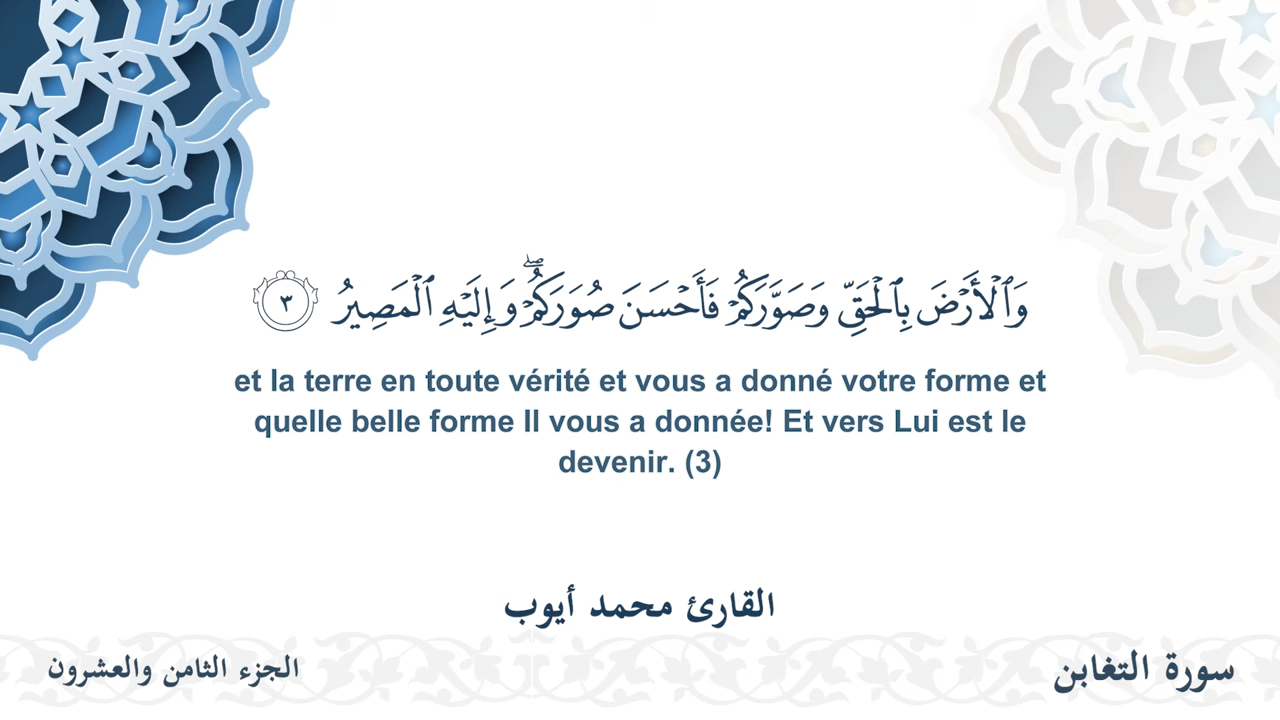 وَٱلْأَرْضَ بِٱلْحَقِّ وَصَوَّرَكُمْ فَأَحْسَنَ صُوَرَكُمْ ۖ وَإِلَيْهِ ٱلْمَصِيرُ ٣
et la terre en toute vérité et vous a donné votre forme et
quelle belle forme Il vous a donnée! Et vers Lui est le
devenir. (3)
القارئ محمد أيوب
سورة التغابن
الجزء الثامن والعشرون